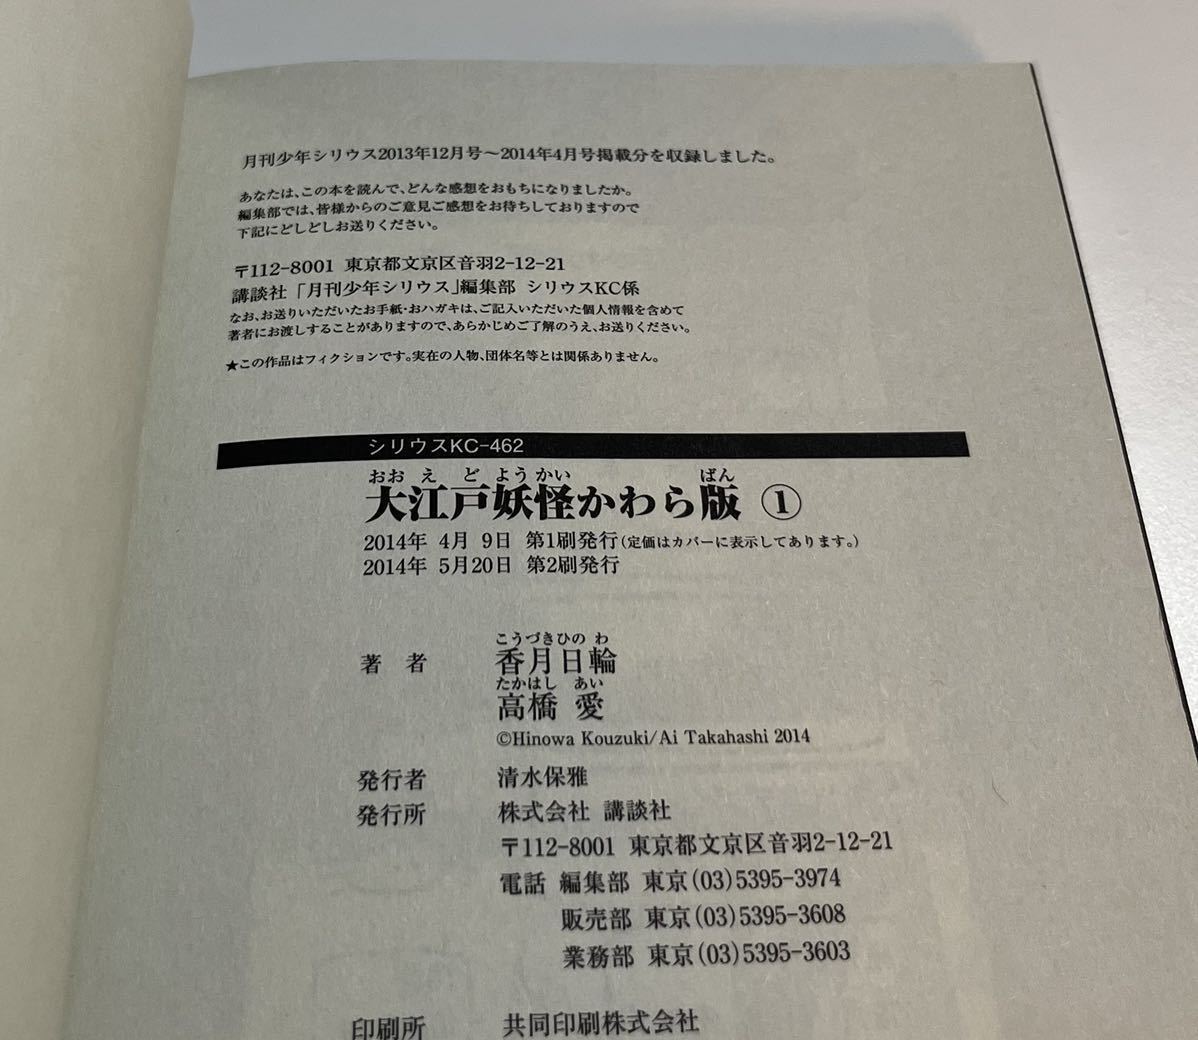 月刊少年シリウス2013年12月号〜2014年4月号掲載分を収録しました。
あなたは、この本を読んで、どんな感想をおもちになりましたか。
編集部では、皆様からのご意見ご感想をお待ちしておりますので
下記にどしどしお送りください。
〒112-8001 東京都文京区音羽2-12-21
講談社「月刊少年シリウス」編集部 シリウスKC係
なお、お送りいただいたお手紙・おハガキは、ご記入いただいた個人情報を含めて
著者にお渡しすることがありますので、あらかじめご了解のうえ、お送りください。
★この作品はフィクションです。実在の人物、団体名等とは関係ありません。
シリウスKC-462
おおえどようかい ばん
大江戸妖怪かわら版 ①
2014年 4月 9日 第1刷発行(定価はカバーに表示してあります。)
2014年 5月20日 第2刷発行
こうづきひのわ
著者 香月日輪
たかはし あい
高橋 愛
©Hinowa Kouzuki/Ai Takahashi 2014
発行者 清水保雅
発行所 株式会社 講談社
〒112-8001 東京都文京区音羽2-12-21
電話 編集部 東京(03)5395-3974
販売部 東京(03)5395-3608
業務部 東京(03)5395-3603
印刷所 共同印刷株式会社